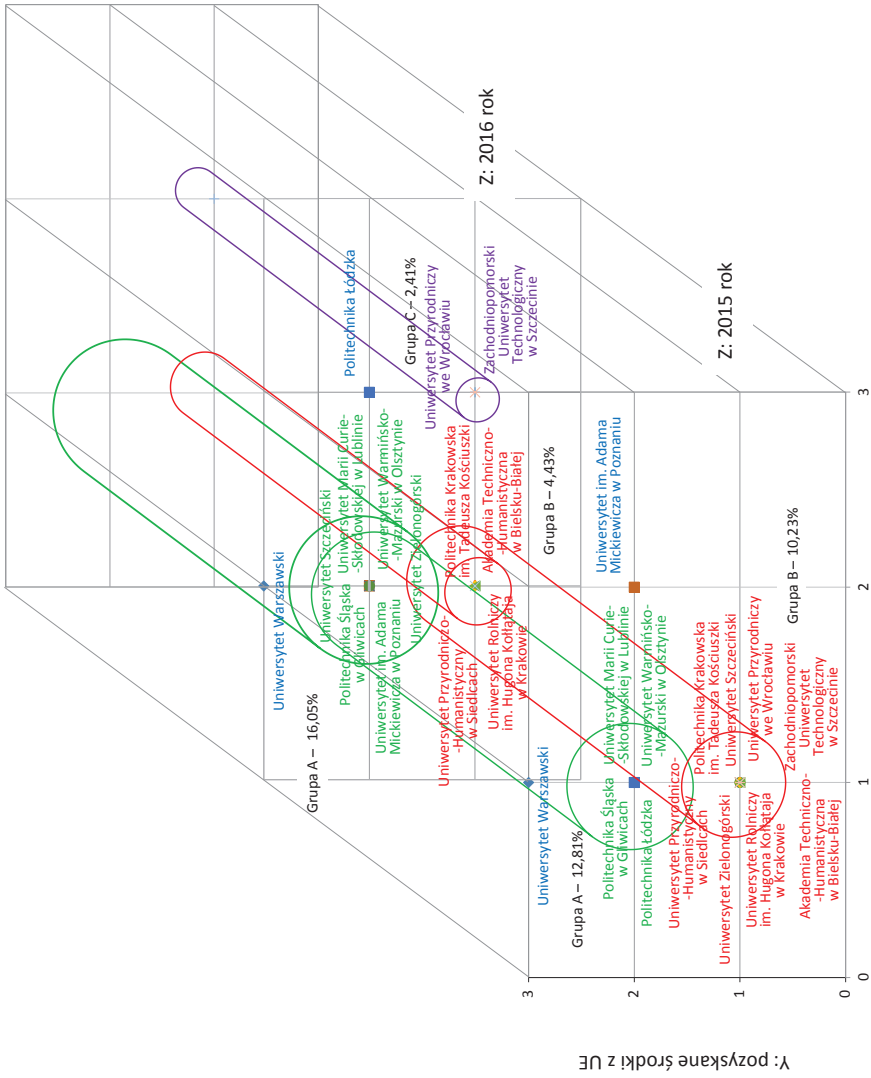 Z: 2016 rok
Politechnika Łódzka
Grupa C – 2,41%
Uniwersytet Przyrodniczy
we Wrocławiu
Zachodniopomorski
Uniwersytet
Technologiczny
w Szczecinie
Uniwersytet Warszawski
Uniwersytet Szczeciński
Uniwersytet Marii Curie-
-Skłodowskiej w Lublinie
Politechnika Śląska
w Gliwicach
Uniwersytet Warmińsko-
-Mazurski w Olsztynie
Uniwersytet im. Adama
Mickiewicza w Poznaniu
Uniwersytet Zielonogórski
Grupa A – 16,05%
Politechnika Krakowska
im. Tadeusza Kościuszki
Uniwersytet Przyrodniczo-
-Humanistyczny
w Siedlcach
Akademia Techniczno-
-Humanistyczna
w Bielsku-Białej
Uniwersytet Rolniczy
im. Hugona Kołłątaja
w Krakowie
Grupa B – 4,43%
Z: 2015 rok
Uniwersytet Warszawski
Uniwersytet im. Adama
Mickiewicza w Poznaniu
Grupa A – 12,81%
Politechnika Śląska
w Gliwicach
Uniwersytet Marii Curie-
-Skłodowskiej w Lublinie
Politechnika Łódzka
Uniwersytet Warmińsko-
-Mazurski w Olsztynie
Uniwersytet Przyrodniczo-
-Humanistyczny
w Siedlcach
Politechnika Krakowska
im. Tadeusza Kościuszki
Uniwersytet Zielonogórski
Uniwersytet Szczeciński
Uniwersytet Rolniczy
im. Hugona Kołłątaja
w Krakowie
Uniwersytet Przyrodniczy
we Wrocławiu
Grupa B – 10,23%
Akademia Techniczno-
-Humanistyczna
w Bielsku-Białej
Zachodniopomorski
Uniwersytet
Technologiczny
w Szczecinie
3
2
1
0
0
1
2
3
Y: pozyskane środki z UE